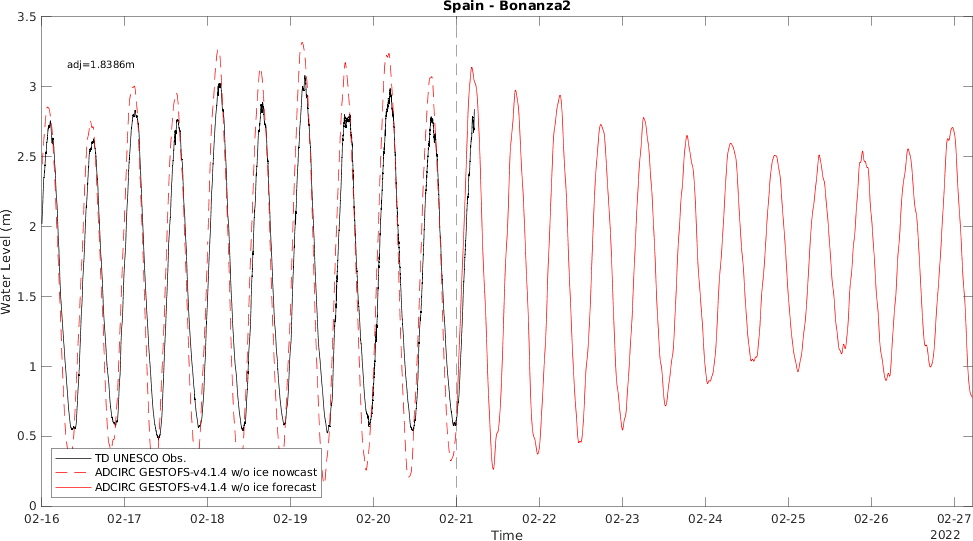 Spain - Bonanza2
adj=1.8386m
Water Level (m)
3.5
3
2.5
2
1.5
1
0.5
0
TD UNESCO Obs.
ADCIRC GESTOFS-v4.1.4 w/o ice nowcast
ADCIRC GESTOFS-v4.1.4 w/o ice forecast
02-16 02-17 02-18 02-19 02-20 02-21 02-22 02-23 02-24 02-25 02-26 02-27
Time 2022